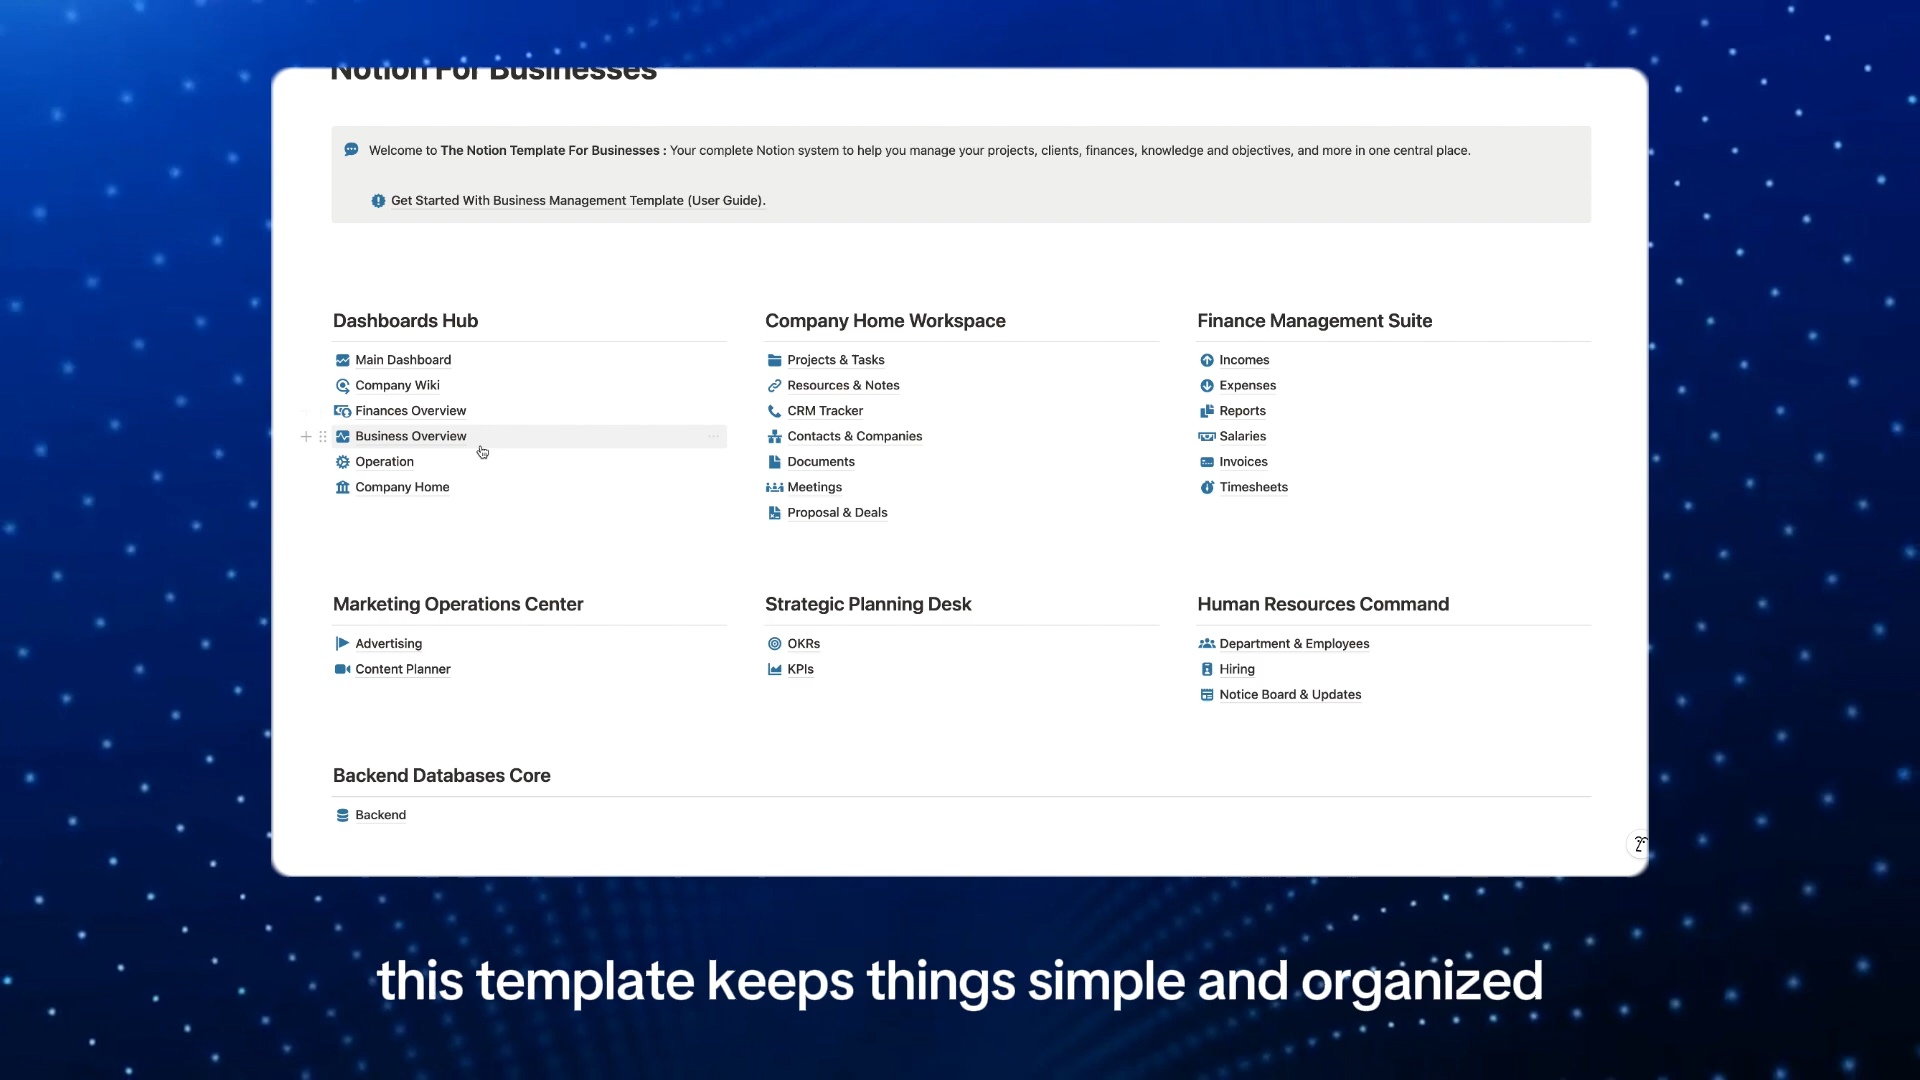 Notion For Businesses
Welcome to The Notion Template For Businesses : Your complete Notion system to help you manage your projects, clients, finances, knowledge and objectives, and more in one central place.
Get Started With Business Management Template (User Guide).
Dashboards Hub
Main Dashboard
Company Wiki
Finances Overview
Business Overview
Operation
Company Home
Company Home Workspace
Projects & Tasks
Resources & Notes
CRM Tracker
Contacts & Companies
Documents
Meetings
Proposal & Deals
Finance Management Suite
Incomes
Expenses
Reports
Salaries
Invoices
Timesheets
Marketing Operations Center
Advertising
Content Planner
Strategic Planning Desk
OKRs
KPIs
Human Resources Command
Department & Employees
Hiring
Notice Board & Updates
Backend Databases Core
Backend
this template keeps things simple and organized